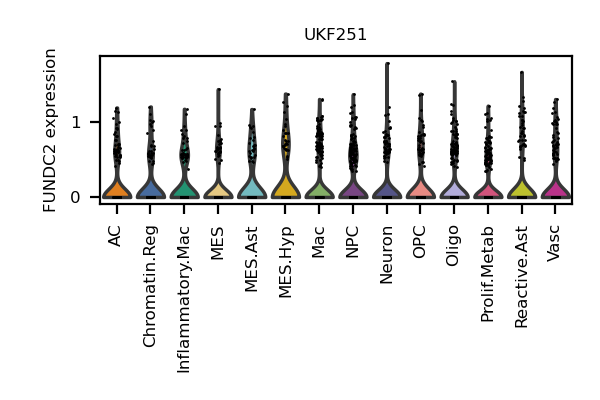 UKF251
FUNDC2 expression
1
0
AC
Chromatin.Reg
Inflammatory.Mac
MES
MES.Ast
MES.Hyp
Mac
NPC
Neuron
OPC
Oligo
Prolif.Metab
Reactive.Ast
Vasc